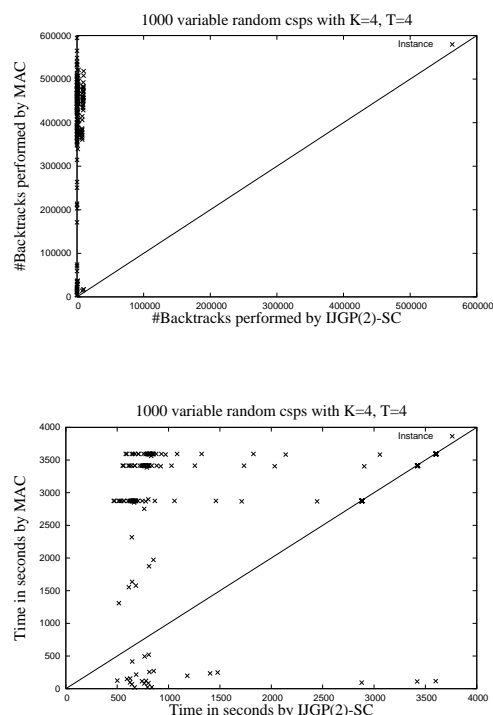 1000 variable random csps with K=4, T=4
600000
Instance
500000
400000
300000
200000
100000
0
#Backtracks performed by MAC
0 100000 200000 300000 400000 500000 600000
#Backtracks performed by IJGP(2)-SC
1000 variable random csps with K=4, T=4
4000
Instance
3500
3000
2500
2000
1500
1000
500
0
Time in seconds by MAC
0 500 1000 1500 2000 2500 3000 3500 4000
Time in seconds by IJGP(2)-SC